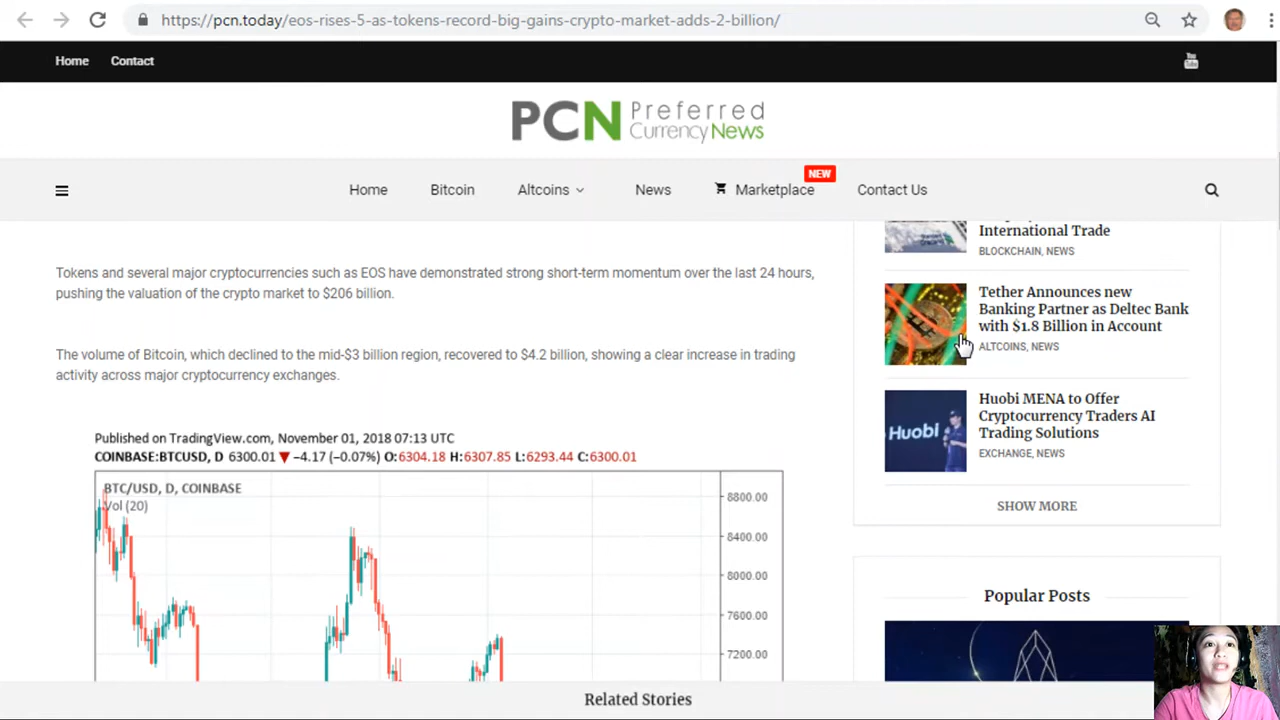 https://pcn.today/eos-rises-5-as-tokens-record-big-gains-crypto-market-adds-2-billion/
Home Contact
You Tube
PCN Preferred Currency News
NEW
Home Bitcoin Altcoins News Marketplace Contact Us
Tokens and several major cryptocurrencies such as EOS have demonstrated strong short-term momentum over the last 24 hours,
pushing the valuation of the crypto market to $206 billion.
The volume of Bitcoin, which declined to the mid-$3 billion region, recovered to $4.2 billion, showing a clear increase in trading
activity across major cryptocurrency exchanges.
Published on TradingView.com, November 01, 2018 07:13 UTC
COINBASE:BTCUSD, D 6300.01 ▼ −4.17 (−0.07%) O:6304.18 H:6307.85 L:6293.44 C:6300.01
BTC/USD, D, COINBASE
Vol (20)
8800.00
8400.00
8000.00
7600.00
7200.00
International Trade
BLOCKCHAIN, NEWS
Tether Announces new
Banking Partner as Deltec Bank
with $1.8 Billion in Account
ALTCOINS, NEWS
Huobi
Huobi MENA to Offer
Cryptocurrency Traders AI
Trading Solutions
EXCHANGE, NEWS
SHOW MORE
Popular Posts
Related Stories